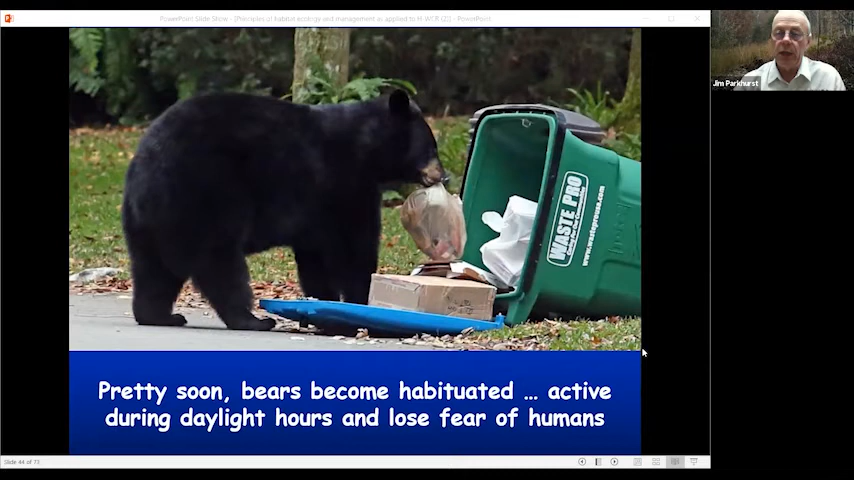 PowerPoint Slide Show - [Principles of habitat ecology and management as applied to H-WI R (2)] - PowerPoint
Jim Parkhurst
WASTE PRO
www.wasteprousa.com
Pretty soon, bears become habituated … active
during daylight hours and lose fear of humans
Slide 44 of 73